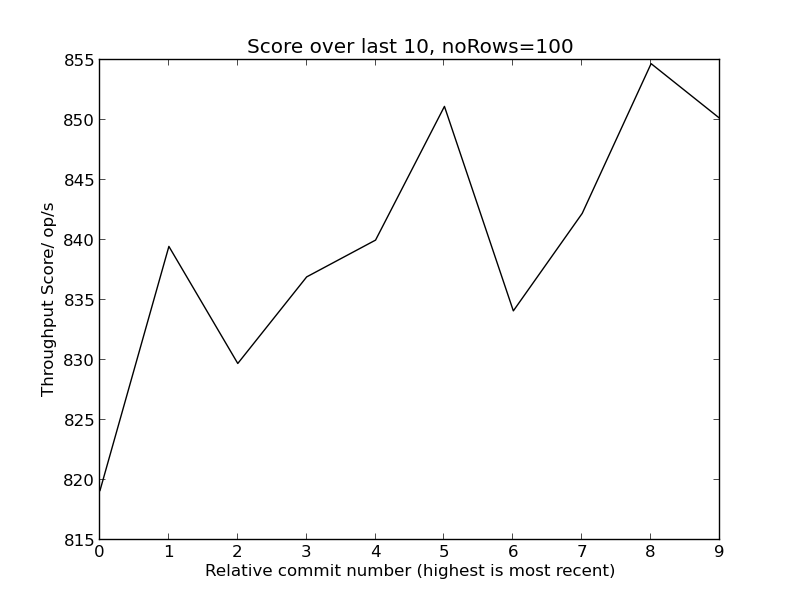 Score over last 10, noRows=100
855
850
845
840
835
830
825
820
815
Throughput Score/ op/s
0 1 2 3 4 5 6 7 8 9
Relative commit number (highest is most recent)